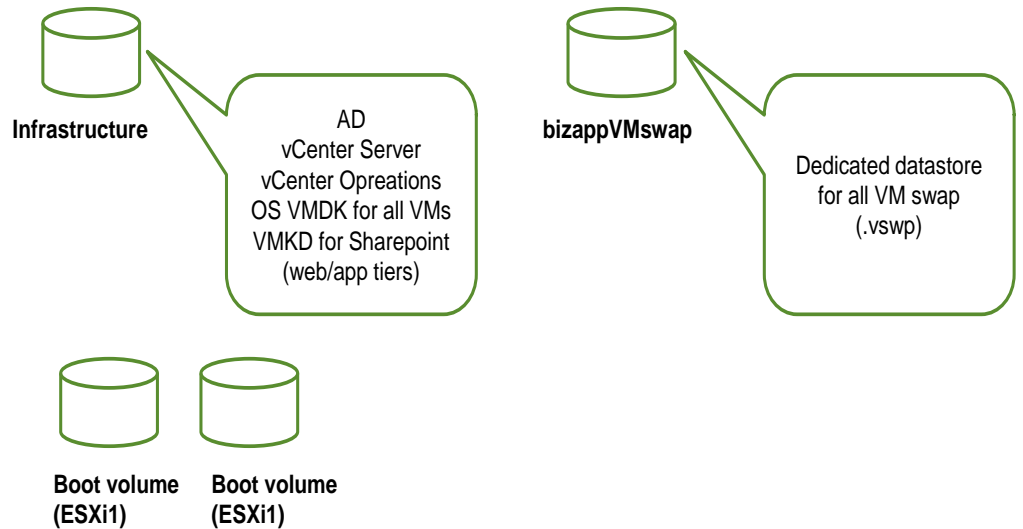 Infrastructure
AD
vCenter Server
vCenter Opreations
OS VMDK for all VMs
VMKD for Sharepoint
(web/app tiers)
bizappVMswap
Dedicated datastore
for all VM swap
(.vswp)
Boot volume
(ESXi1)
Boot volume
(ESXi1)